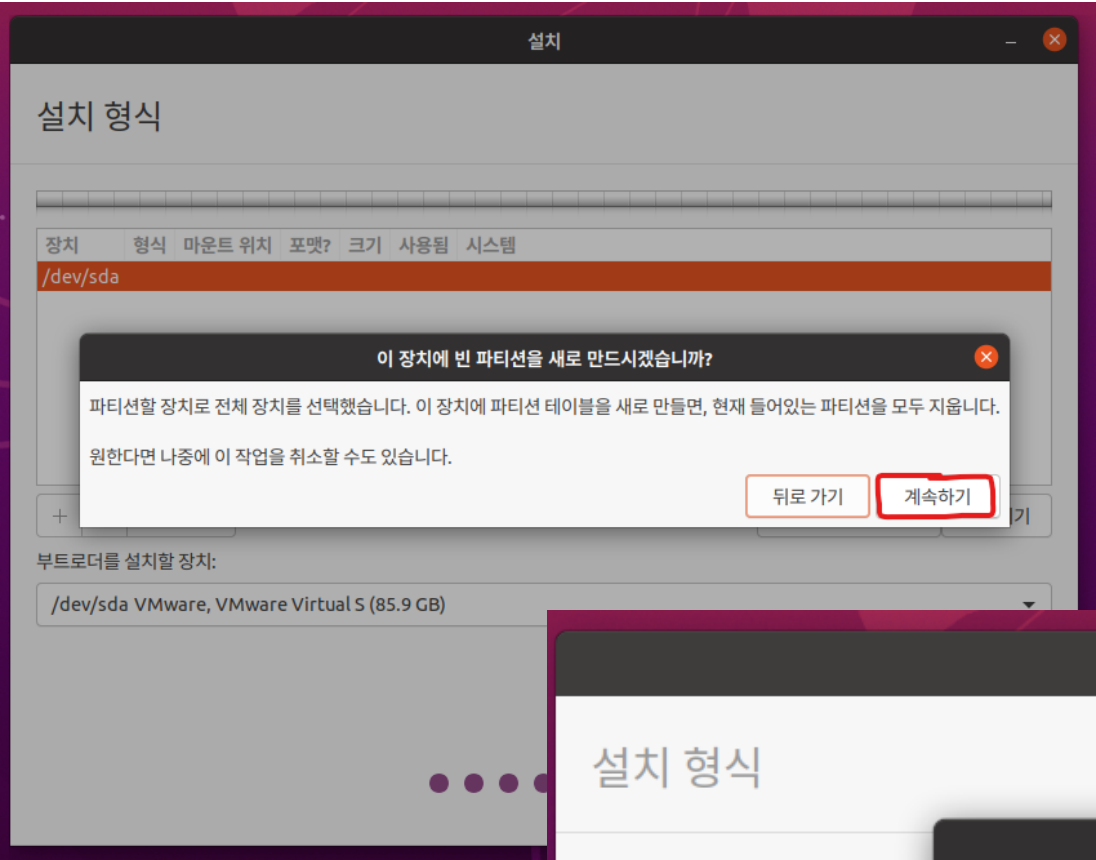 설치
설치 형식
장치 형식 마운트 위치 포맷? 크기 사용됨 시스템
/dev/sda
이 장치에 빈 파티션을 새로 만드시겠습니까?
파티션할 장치로 전체 장치를 선택했습니다. 이 장치에 파티션 테이블을 새로 만들면, 현재 들어있는 파티션을 모두 지웁니다.
원한다면 나중에 이 작업을 취소할 수도 있습니다.
뒤로 가기 계속하기
+
부트로더를 설치할 장치:
/dev/sda VMware, VMware Virtual S (85.9 GB)
설치 형식